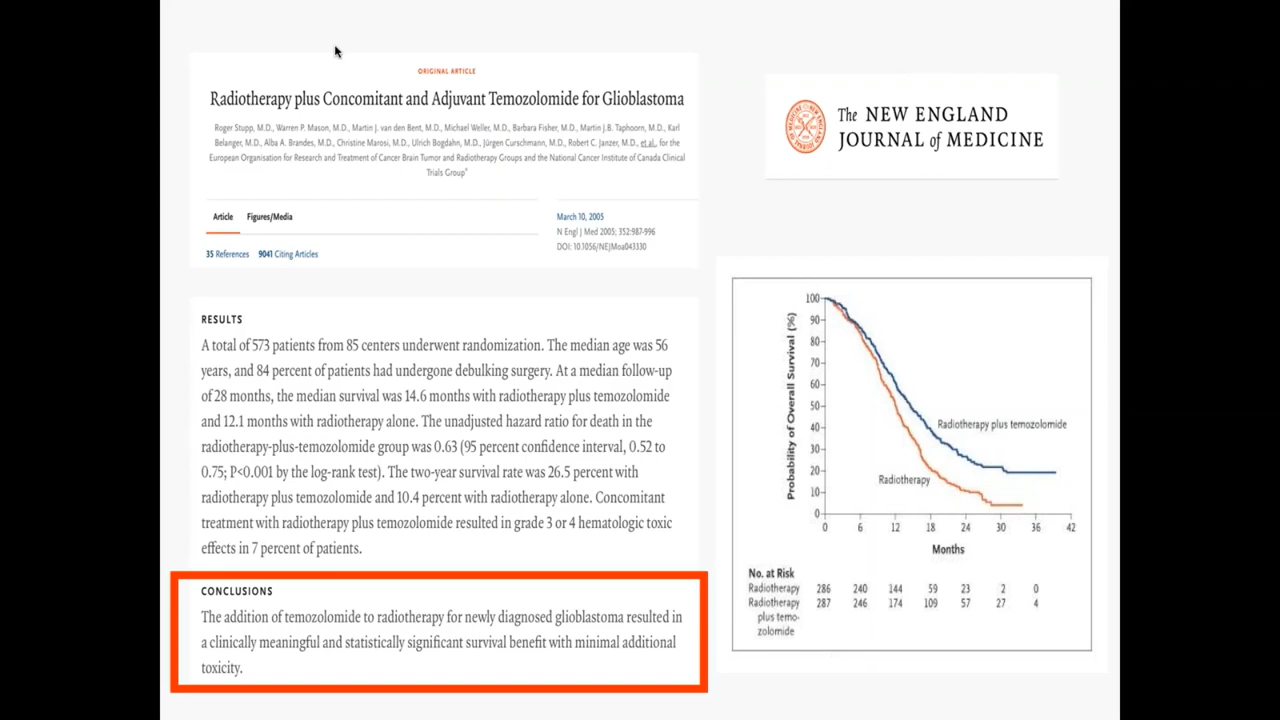 ORIGINAL ARTICLE
Radiotherapy plus Concomitant and Adjuvant Temozolomide for Glioblastoma
Roger Stupp, M.D., Warren P. Mason, M.D., Martin J. van den Bent, M.D., Michael Weller, M.D., Barbara Fisher, M.D., Martin J.B. Taphoorn, M.D., Karl
Belanger, M.D., Alba A. Brandes, M.D., Christine Marosi, M.D., Ulrich Bogdahn, M.D., Jürgen Curschmann, M.D., Robert C. Janzer, M.D., et al., for the
European Organisation for Research and Treatment of Cancer Brain Tumor and Radiotherapy Groups and the National Cancer Institute of Canada Clinical
Trials Group*
Article Figures/Media
March 10, 2005
N Engl J Med 2005; 352:987-996
DOI: 10.1056/NEJMoa043330
35 References 9041 Citing Articles
The NEW ENGLAND
JOURNAL of MEDICINE
RESULTS
A total of 573 patients from 85 centers underwent randomization. The median age was 56
years, and 84 percent of patients had undergone debulking surgery. At a median follow-up
of 28 months, the median survival was 14.6 months with radiotherapy plus temozolomide
and 12.1 months with radiotherapy alone. The unadjusted hazard ratio for death in the
radiotherapy-plus-temozolomide group was 0.63 (95 percent confidence interval, 0.52 to
0.75; P<0.001 by the log-rank test). The two-year survival rate was 26.5 percent with
radiotherapy plus temozolomide and 10.4 percent with radiotherapy alone. Concomitant
treatment with radiotherapy plus temozolomide resulted in grade 3 or 4 hematologic toxic
effects in 7 percent of patients.
CONCLUSIONS
The addition of temozolomide to radiotherapy for newly diagnosed glioblastoma resulted in
a clinically meaningful and statistically significant survival benefit with minimal additional
toxicity.
Probability of Overall Survival (%)
100
90
80
70
60
50
40
30
20
10
0
Radiotherapy plus temozolomide
Radiotherapy
0 6 12 18 24 30 36 42
Months
No. at Risk
Radiotherapy 286 240 144 59 23 2 0
Radiotherapy 287 246 174 109 57 27 4
plus temo-
zolomide